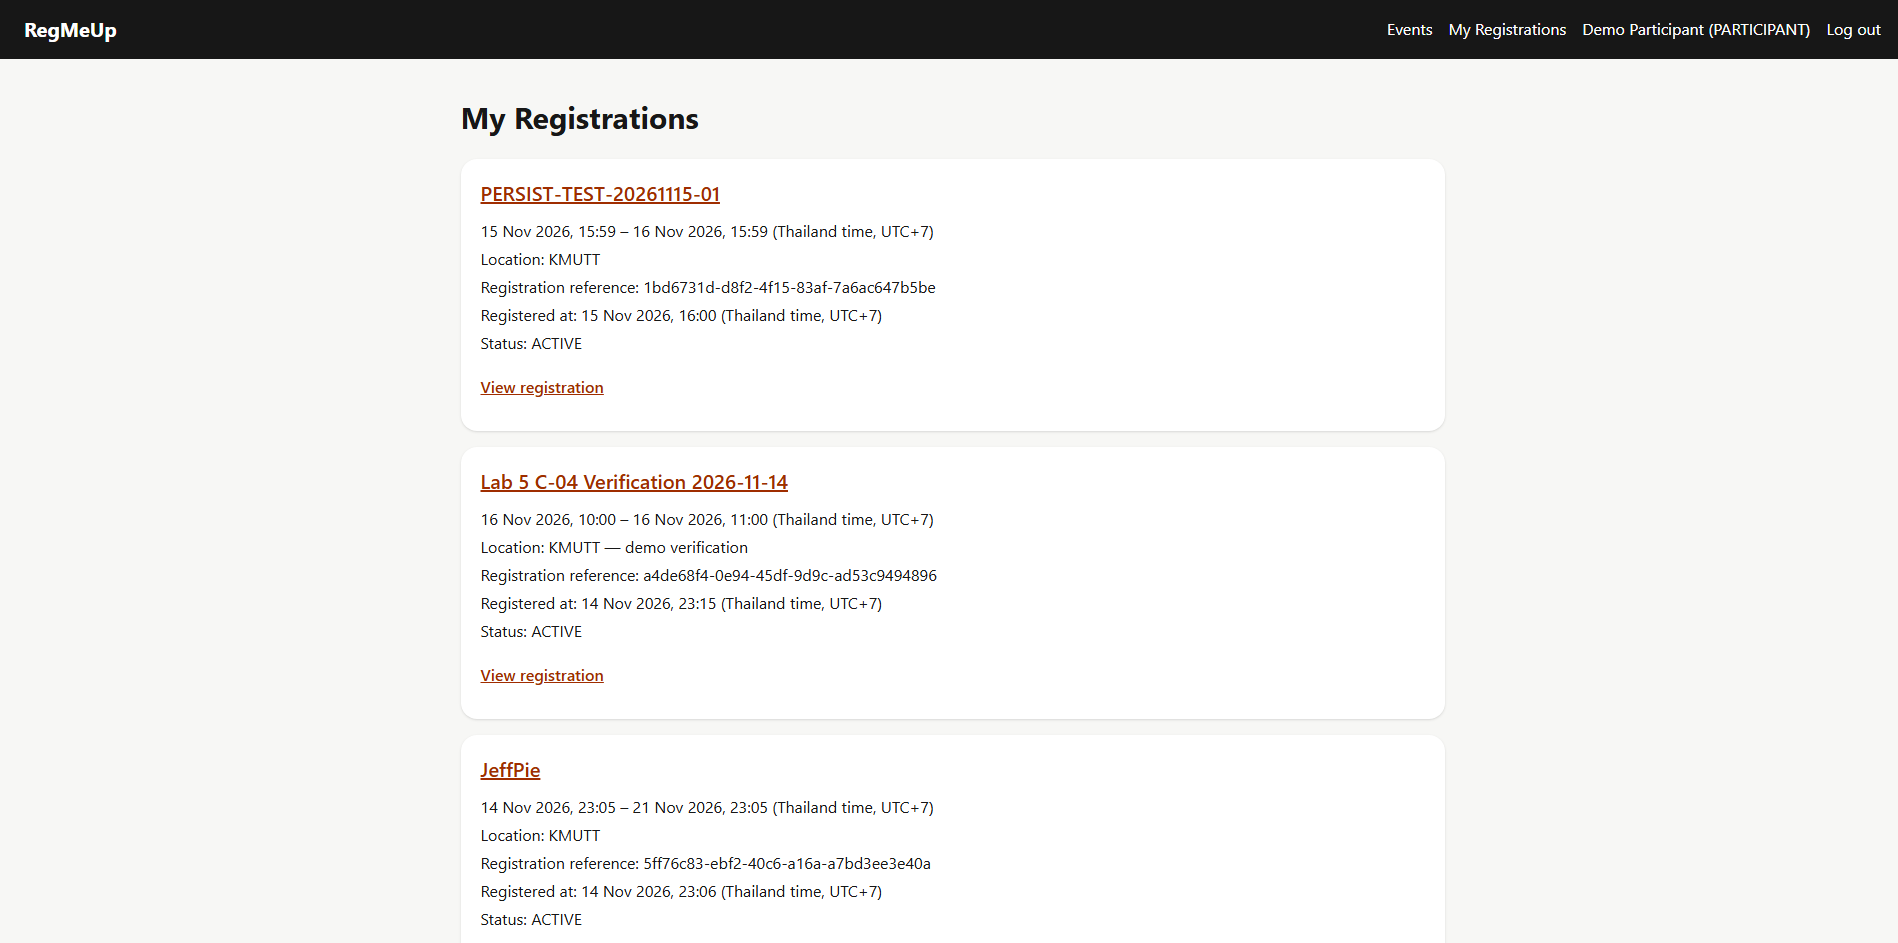 RegMeUp
Events My Registrations Demo Participant (PARTICIPANT) Log out
My Registrations
PERSIST-TEST-20261115-01
15 Nov 2026, 15:59 – 16 Nov 2026, 15:59 (Thailand time, UTC+7)
Location: KMUTT
Registration reference: 1bd6731d-d8f2-4f15-83af-7a6ac647b5be
Registered at: 15 Nov 2026, 16:00 (Thailand time, UTC+7)
Status: ACTIVE
View registration
Lab 5 C-04 Verification 2026-11-14
16 Nov 2026, 10:00 – 16 Nov 2026, 11:00 (Thailand time, UTC+7)
Location: KMUTT — demo verification
Registration reference: a4de68f4-0e94-45df-9d9c-ad53c9494896
Registered at: 14 Nov 2026, 23:15 (Thailand time, UTC+7)
Status: ACTIVE
View registration
JeffPie
14 Nov 2026, 23:05 – 21 Nov 2026, 23:05 (Thailand time, UTC+7)
Location: KMUTT
Registration reference: 5ff76c83-ebf2-40c6-a16a-a7bd3ee3e40a
Registered at: 14 Nov 2026, 23:06 (Thailand time, UTC+7)
Status: ACTIVE